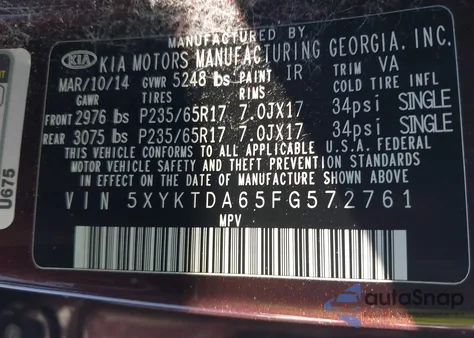 MANUFACTURED BY
KIA KIA MOTORS MANUFACTURING GEORGIA, INC.
MAR/10/14 GVWR 5248 lbs PAINT IR TRIM VA
GAWR TIRES RIMS COLD TIRE INFL
FRONT 2976 lbs P235/65R17 7.0JX17 34psi SINGLE
REAR 3075 lbs P235/65R17 7.0JX17 34psi SINGLE
THIS VEHICLE CONFORMS TO ALL APPLICABLE U.S.A. FEDERAL
MOTOR VEHICLE SAFETY AND THEFT PREVENTION STANDARDS
IN EFFECT ON THE DATE OF MANUFACTURE SHOWN ABOVE.
VIN 5XYKTDA65FG572761
MPV
U675
autoSnap